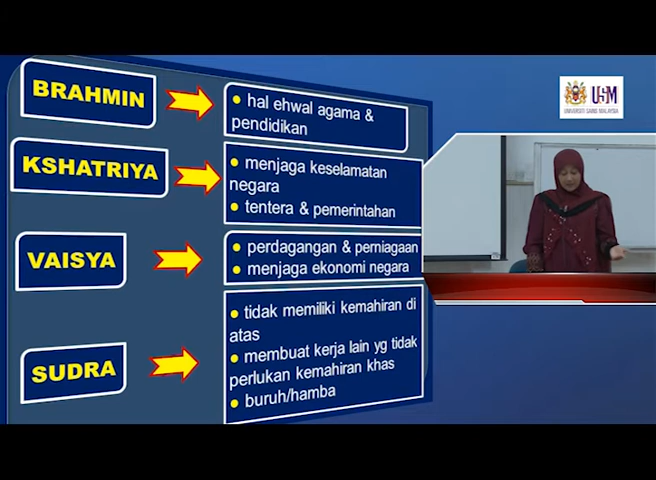 BRAHMIN
hal ehwal agama &
pendidikan
KSHATRIYA
menjaga keselamatan
negara
tentera & pemerintahan
VAISYA
perdagangan & perniagaan
menjaga ekonomi negara
SUDRA
tidak memiliki kemahiran di
atas
membuat kerja lain yg tidak
perlukan kemahiran khas
buruh/hamba
USM
UNIVERSITI SAINS MALAYSIA